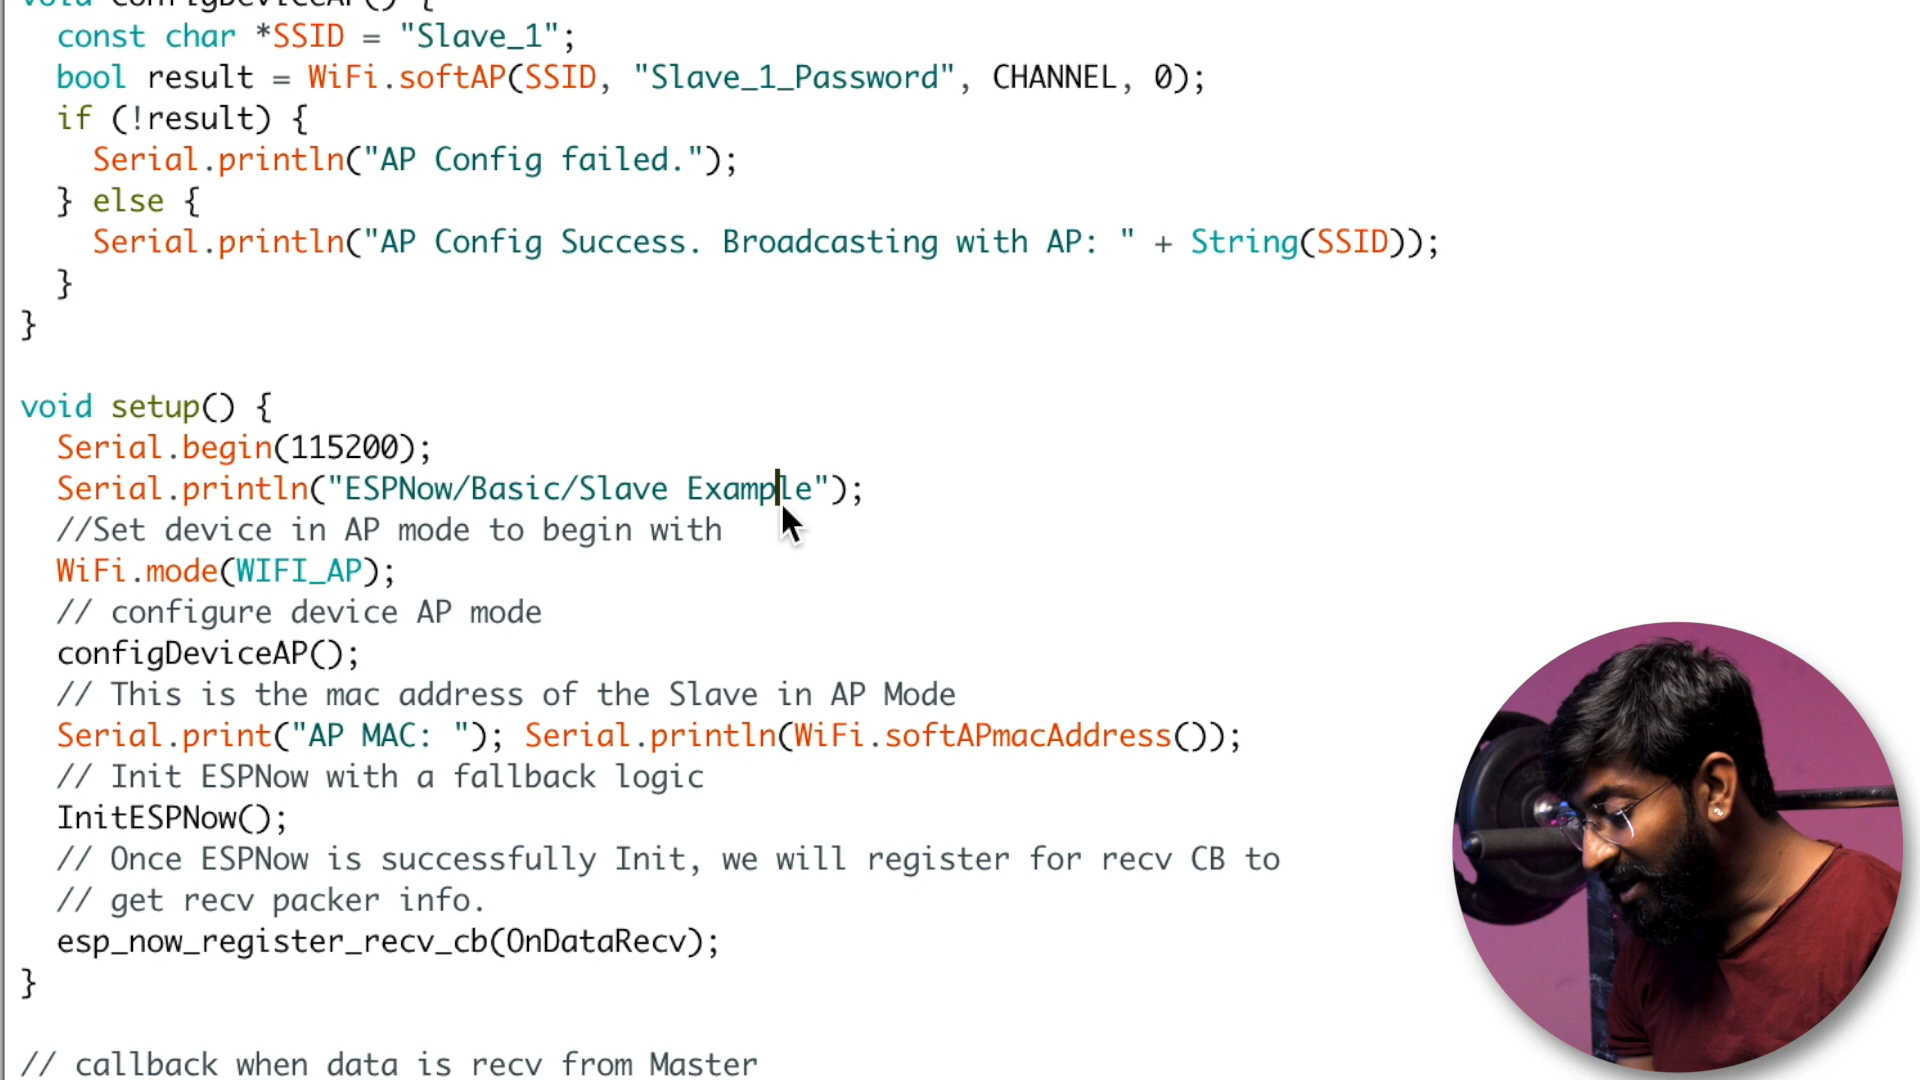 void configDeviceAP() {
const char *SSID = "Slave_1";
bool result = WiFi.softAP(SSID, "Slave_1_Password", CHANNEL, 0);
if (!result) {
Serial.println("AP Config failed.");
} else {
Serial.println("AP Config Success. Broadcasting with AP: " + String(SSID));
}
}
void setup() {
Serial.begin(115200);
Serial.println("ESPNow/Basic/Slave Example");
//Set device in AP mode to begin with
WiFi.mode(WIFI_AP);
// configure device AP mode
configDeviceAP();
// This is the mac address of the Slave in AP Mode
Serial.print("AP MAC: "); Serial.println(WiFi.softAPmacAddress());
// Init ESPNow with a fallback logic
InitESPNow();
// Once ESPNow is successfully Init, we will register for recv CB to
// get recv packer info.
esp_now_register_recv_cb(OnDataRecv);
}
// callback when data is recv from Master